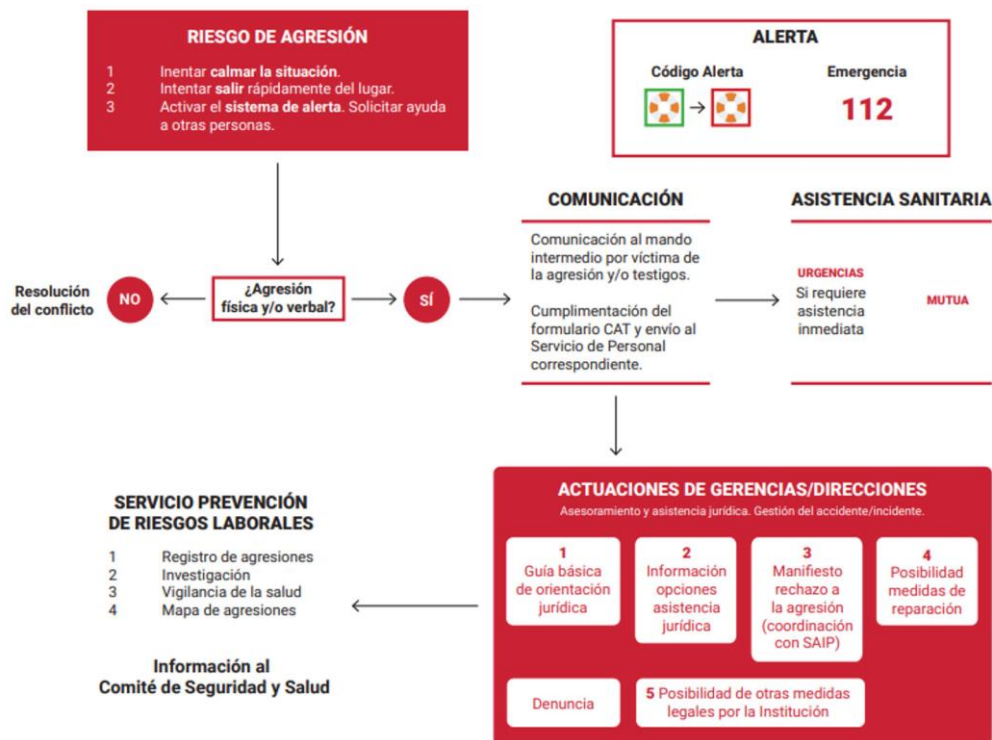 RIESGO DE AGRESIÓN
1 Inentar calmar la situación.
2 Intentar salir rápidamente del lugar.
3 Activar el sistema de alerta. Solicitar ayuda
a otras personas.
ALERTA
Código Alerta
Emergencia
112
Resolución
del conflicto
NO
¿Agresión
física y/o verbal?
SÍ
COMUNICACIÓN
Comunicación al mando
intermedio por víctima de
la agresión y/o testigos.
Cumplimentación del
formulario CAT y envío al
Servicio de Personal
correspondiente.
ASISTENCIA SANITARIA
URGENCIAS
Si requiere
asistencia
inmediata
MUTUA
ACTUACIONES DE GERENCIAS/DIRECCIONES
Asesoramiento y asistencia jurídica. Gestión del accidente/incidente.
1
Guía básica
de orientación
jurídica
2
Información
opciones
asistencia
jurídica
3
Manifiesto
rechazo a
la agresión
(coordinación
con SAIP)
4
Posibilidad
medidas de
reparación
Denuncia
5 Posibilidad de otras medidas
legales por la Institución
SERVICIO PREVENCIÓN
DE RIESGOS LABORALES
1 Registro de agresiones
2 Investigación
3 Vigilancia de la salud
4 Mapa de agresiones
Información al
Comité de Seguridad y Salud